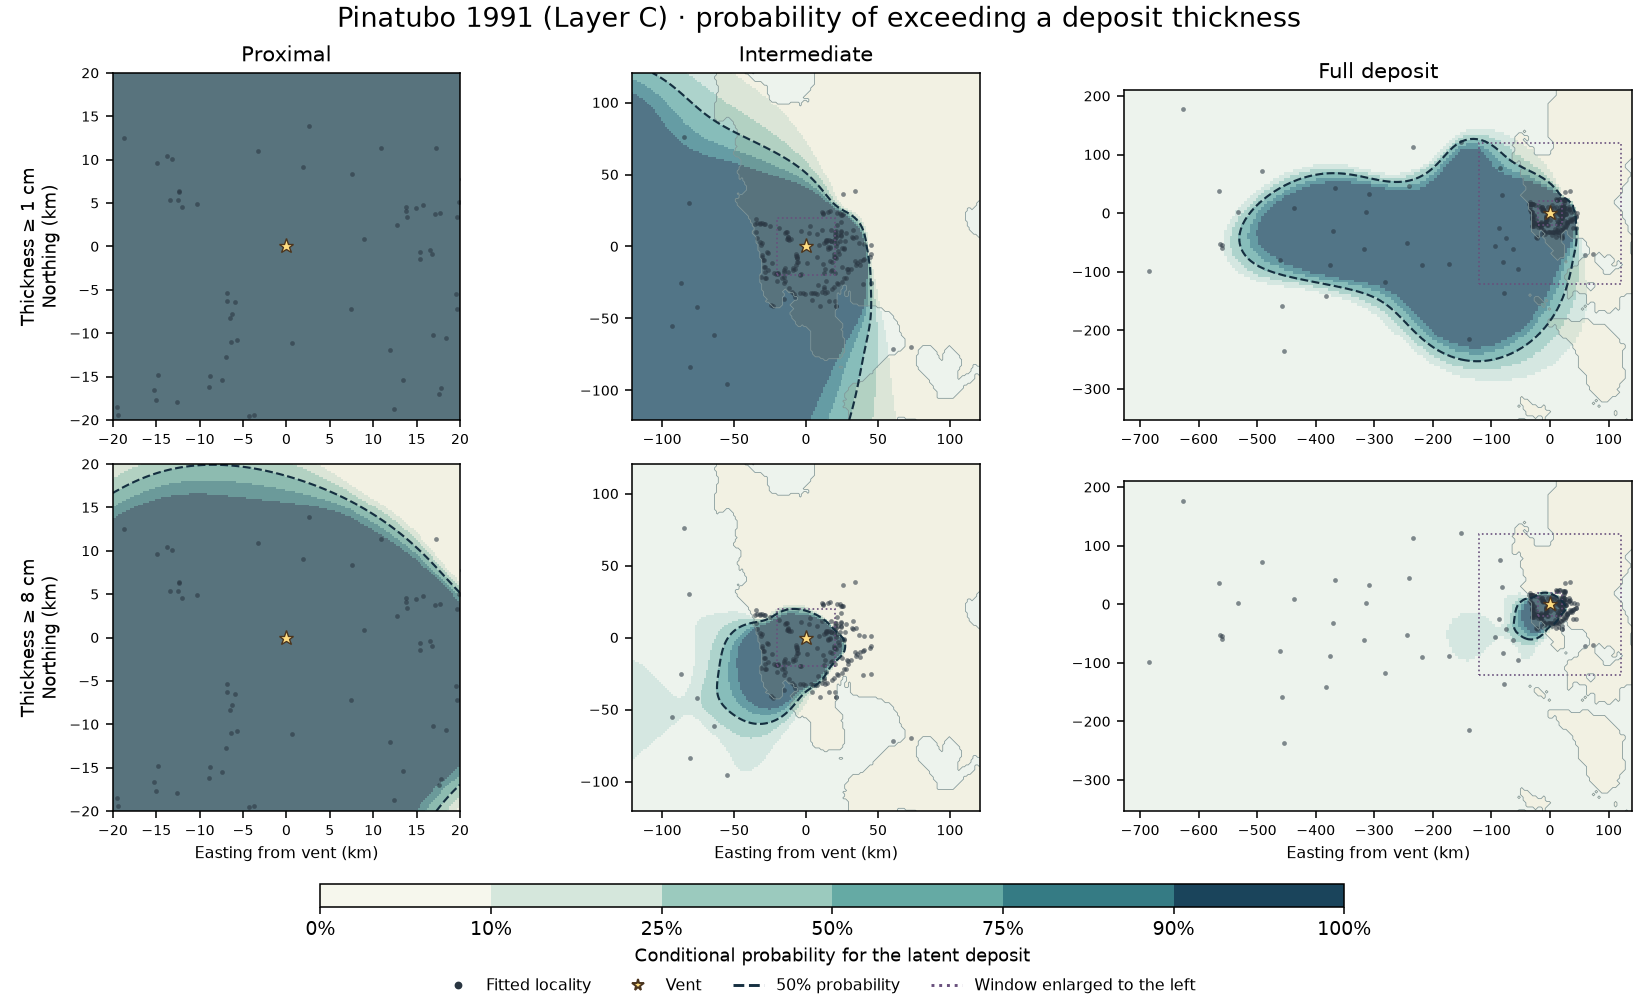 Pinatubo 1991 (Layer C) · probability of exceeding a deposit thickness
Proximal
Intermediate
Full deposit
Thickness ≥ 1 cm
Northing (km)
20
15
10
5
0
−5
−10
−15
−20
−20 −15 −10 −5 0 5 10 15 20
100
50
0
−50
−100
−100 −50 0 50 100
200
100
0
−100
−200
−300
−700 −600 −500 −400 −300 −200 −100 0 100
Thickness ≥ 8 cm
Northing (km)
20
15
10
5
0
−5
−10
−15
−20
−20 −15 −10 −5 0 5 10 15 20
Easting from vent (km)
100
50
0
−50
−100
−100 −50 0 50 100
Easting from vent (km)
200
100
0
−100
−200
−300
−700 −600 −500 −400 −300 −200 −100 0 100
Easting from vent (km)
0% 10% 25% 50% 75% 90% 100%
Conditional probability for the latent deposit
Fitted locality Vent 50% probability Window enlarged to the left